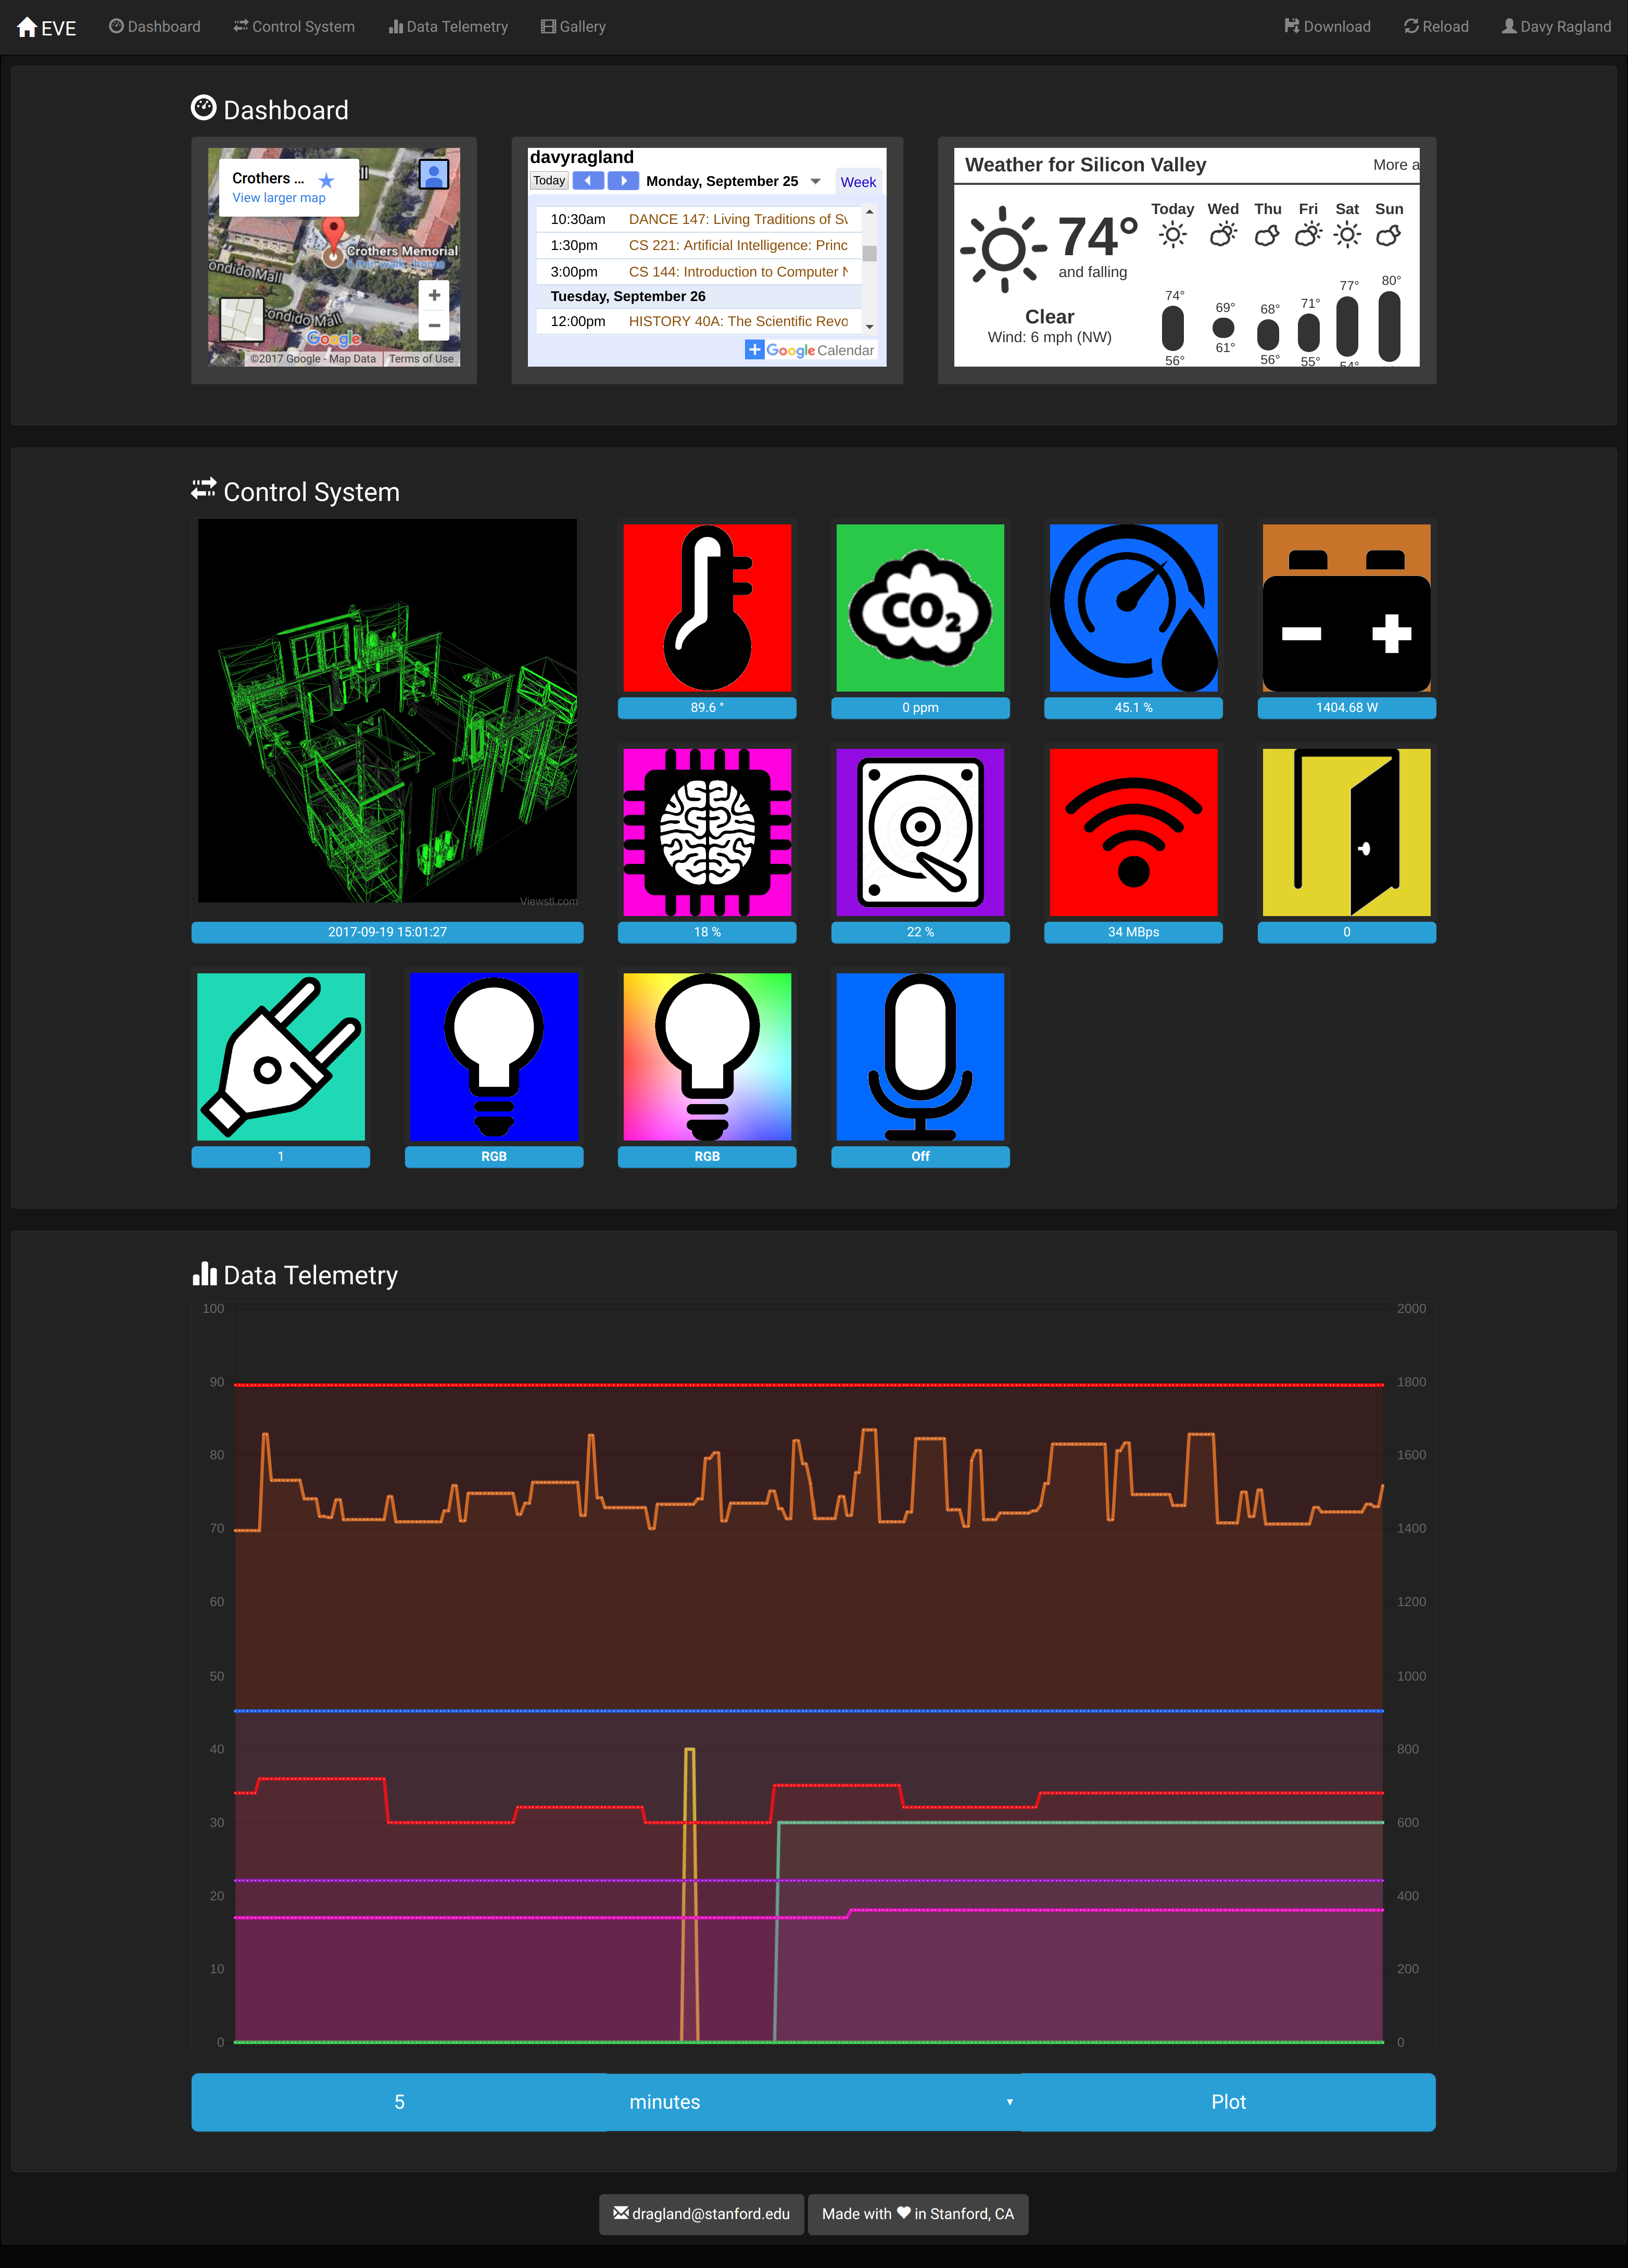 EVE Dashboard Control System Data Telemetry Gallery Download Reload Davy Ragland
Dashboard
Crothers ...
View larger map
Crothers Memorial
ondido Mall
condido Mall
+
−
Google
©2017 Google - Map Data Terms of Use
davyragland
Today Monday, September 25 Week
10:30am DANCE 147: Living Traditions of Sw
1:30pm CS 221: Artificial Intelligence: Princ
3:00pm CS 144: Introduction to Computer N
Tuesday, September 26
12:00pm HISTORY 40A: The Scientific Revo
+ Google Calendar
Weather for Silicon Valley More a
74°
and falling
Clear
Wind: 6 mph (NW)
Today Wed Thu Fri Sat Sun
74° 69° 68° 71° 77° 80°
56° 61° 56° 55° 54°
Control System
Viewstl.com
2017-09-19 15:01:27
CO2
89.6 ° 0 ppm 45.1 % 1404.68 W
18 % 22 % 34 MBps 0
1 RGB RGB Off
Data Telemetry
100 2000
90 1800
80 1600
70 1400
60 1200
50 1000
40 800
30 600
20 400
10 200
0 0
5 minutes Plot
dragland@stanford.edu Made with ♥ in Stanford, CA